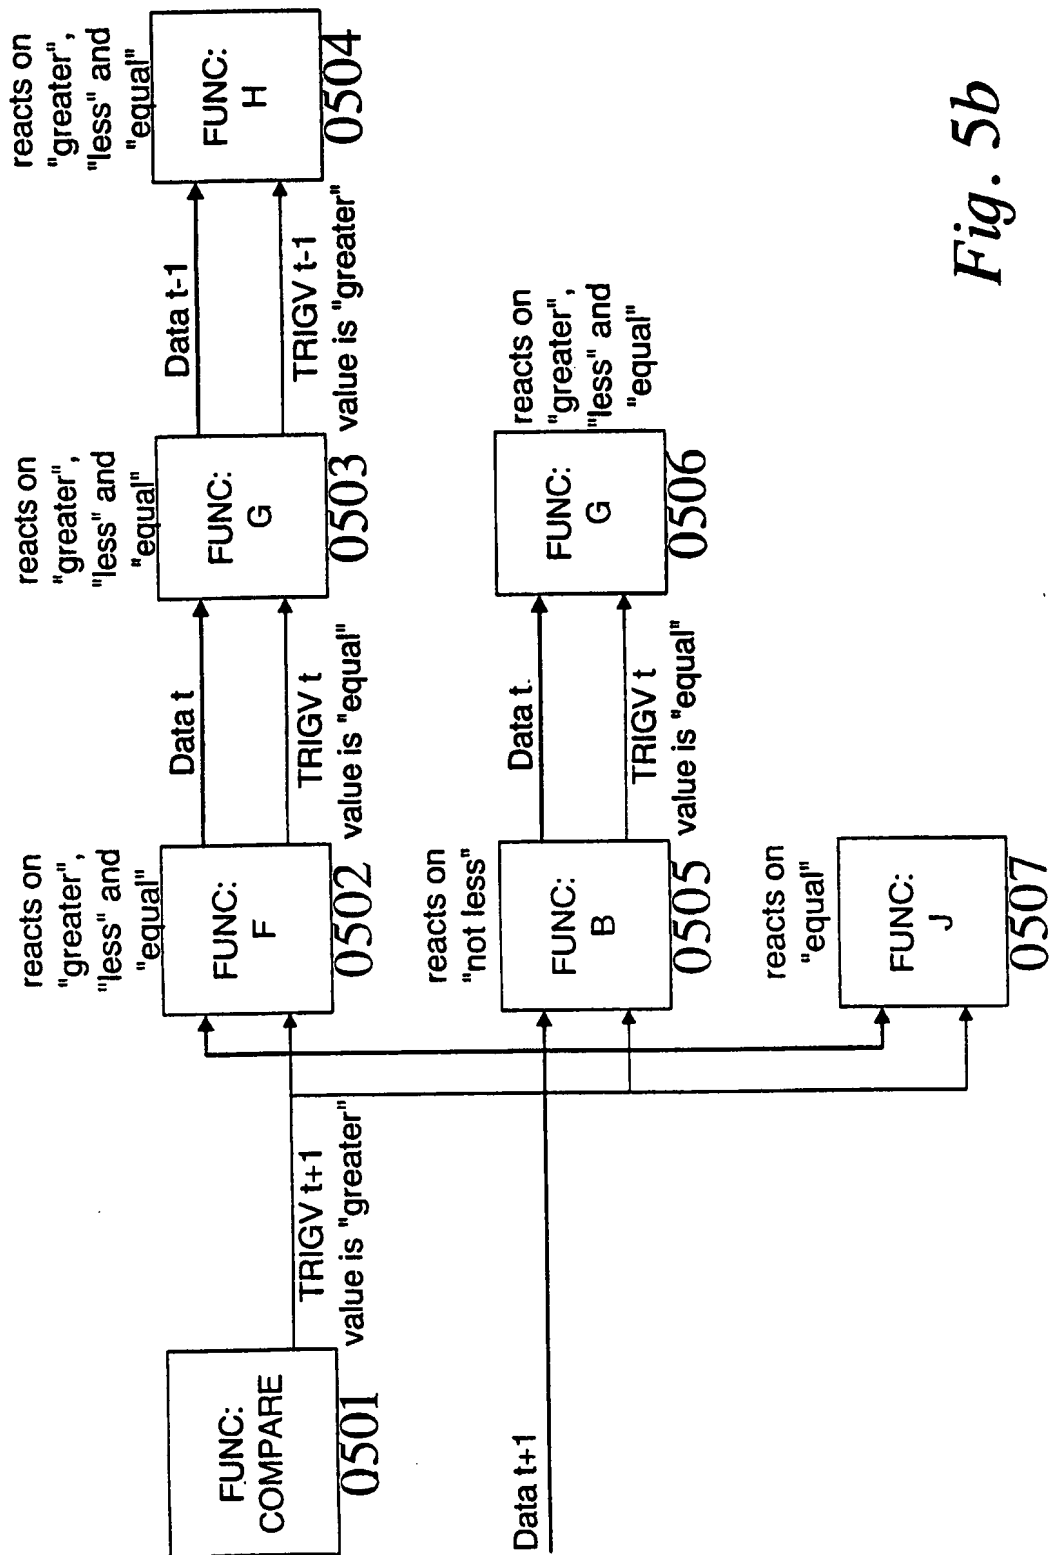 FUNC:
COMPARE
0501
TRIGV t+1
value is "greater"
Data t+1
reacts on
"greater",
"less" and
"equal"
FUNC:
F
0502
Data t
TRIGV t
value is "equal"
reacts on
"greater",
"less" and
"equal"
FUNC:
G
0503
Data t-1
TRIGV t-1
value is "greater"
reacts on
"greater",
"less" and
"equal"
FUNC:
H
0504
reacts on
"not less"
FUNC:
B
0505
Data t
TRIGV t
value is "equal"
reacts on
"greater",
"less" and
"equal"
FUNC:
G
0506
reacts on
"equal"
FUNC:
J
0507
Fig. 5b